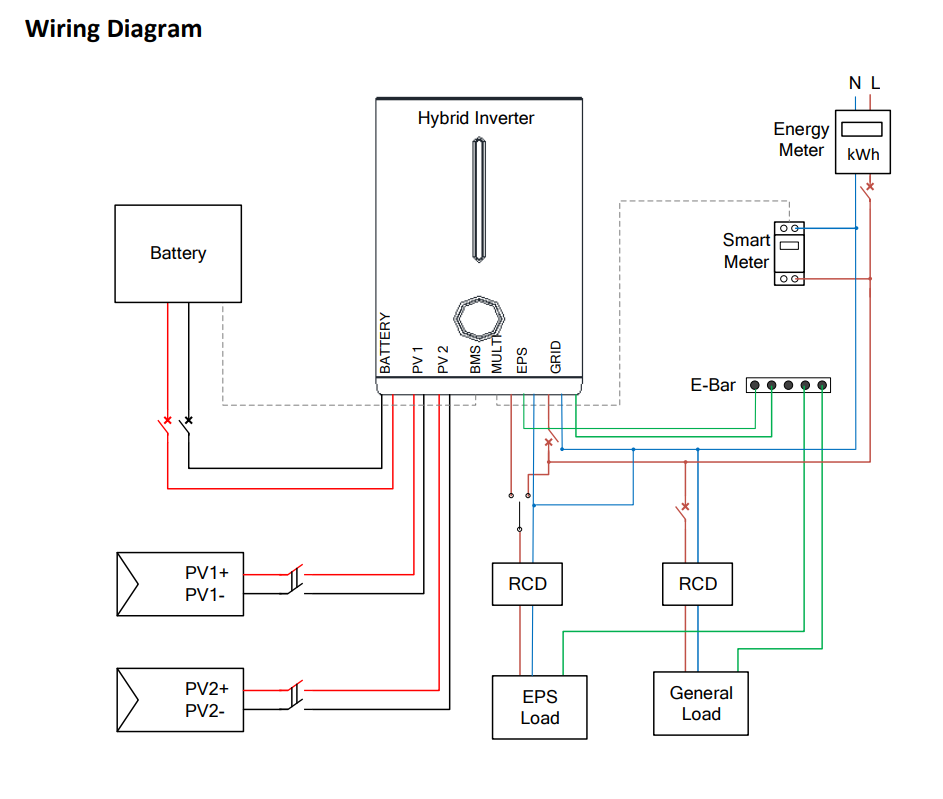 Wiring Diagram
N L
Hybrid Inverter
Energy
Meter
kWh
Battery
Smart
Meter
BATTERY
PV 1
PV 2
BMS
MULTI
EPS
GRID
E-Bar
PV1+
PV1-
RCD
RCD
PV2+
PV2-
EPS
Load
General
Load